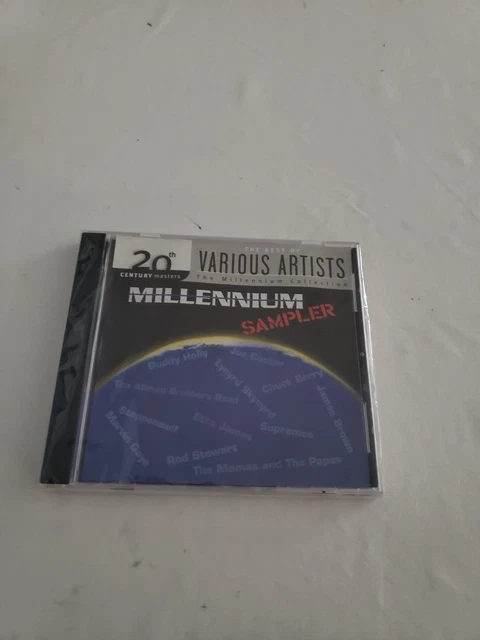 20th
CENTURY masters
THE BEST OF
VARIOUS ARTISTS
The Millennium Collection
MILLENNIUM
SAMPLER
Buddy Holly
Joe Cocker
Lynyrd Skynyrd
Chuck Berry
The Allman Brothers Band
James Brown
Steppenwolf
Etta James
Supremes
Marvin Gaye
Rod Stewart
The Mamas and The Papas